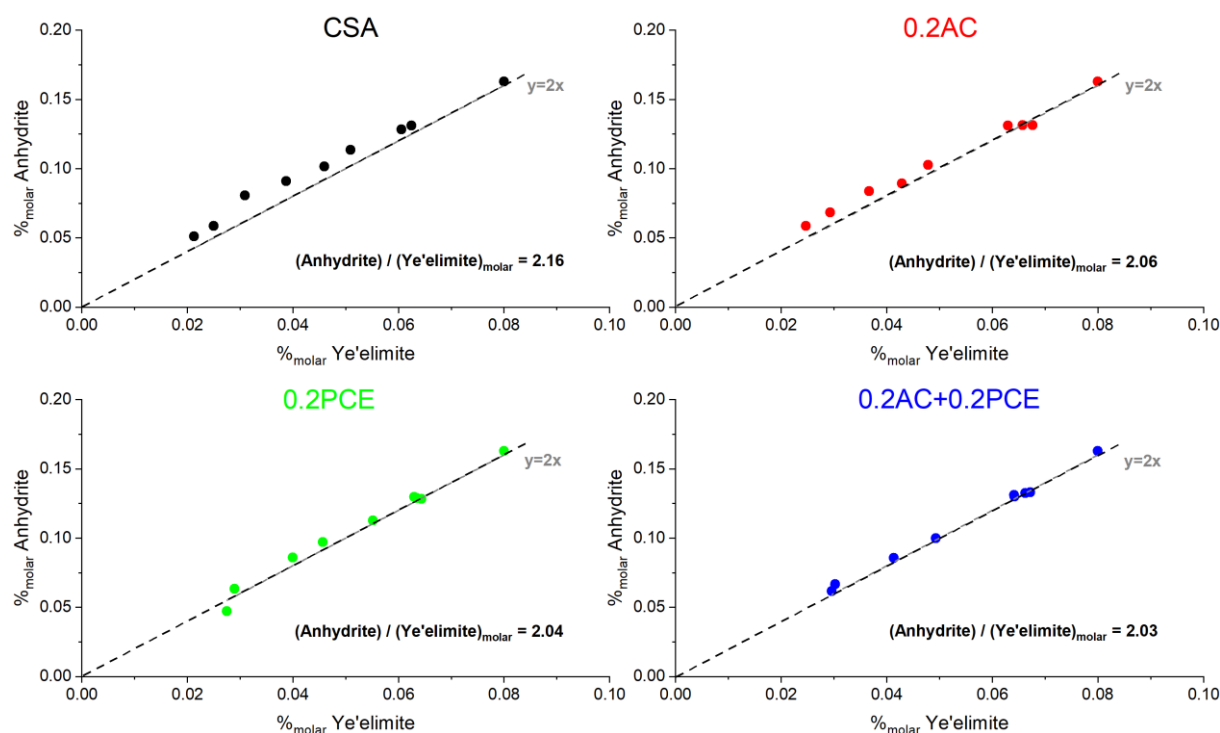 CSA
0.20
0.15
0.10
0.05
0.00
%molar Anhydrite
y=2x
(Anhydrite) / (Ye'elimite)molar = 2.16
0.00 0.02 0.04 0.06 0.08 0.10
%molar Ye'elimite
0.2AC
0.20
0.15
0.10
0.05
0.00
%molar Anhydrite
y=2x
(Anhydrite) / (Ye'elimite)molar = 2.06
0.00 0.02 0.04 0.06 0.08 0.10
%molar Ye'elimite
0.2PCE
0.20
0.15
0.10
0.05
0.00
%molar Anhydrite
y=2x
(Anhydrite) / (Ye'elimite)molar = 2.04
0.00 0.02 0.04 0.06 0.08 0.10
%molar Ye'elimite
0.2AC+0.2PCE
0.20
0.15
0.10
0.05
0.00
%molar Anhydrite
y=2x
(Anhydrite) / (Ye'elimite)molar = 2.03
0.00 0.02 0.04 0.06 0.08 0.10
%molar Ye'elimite